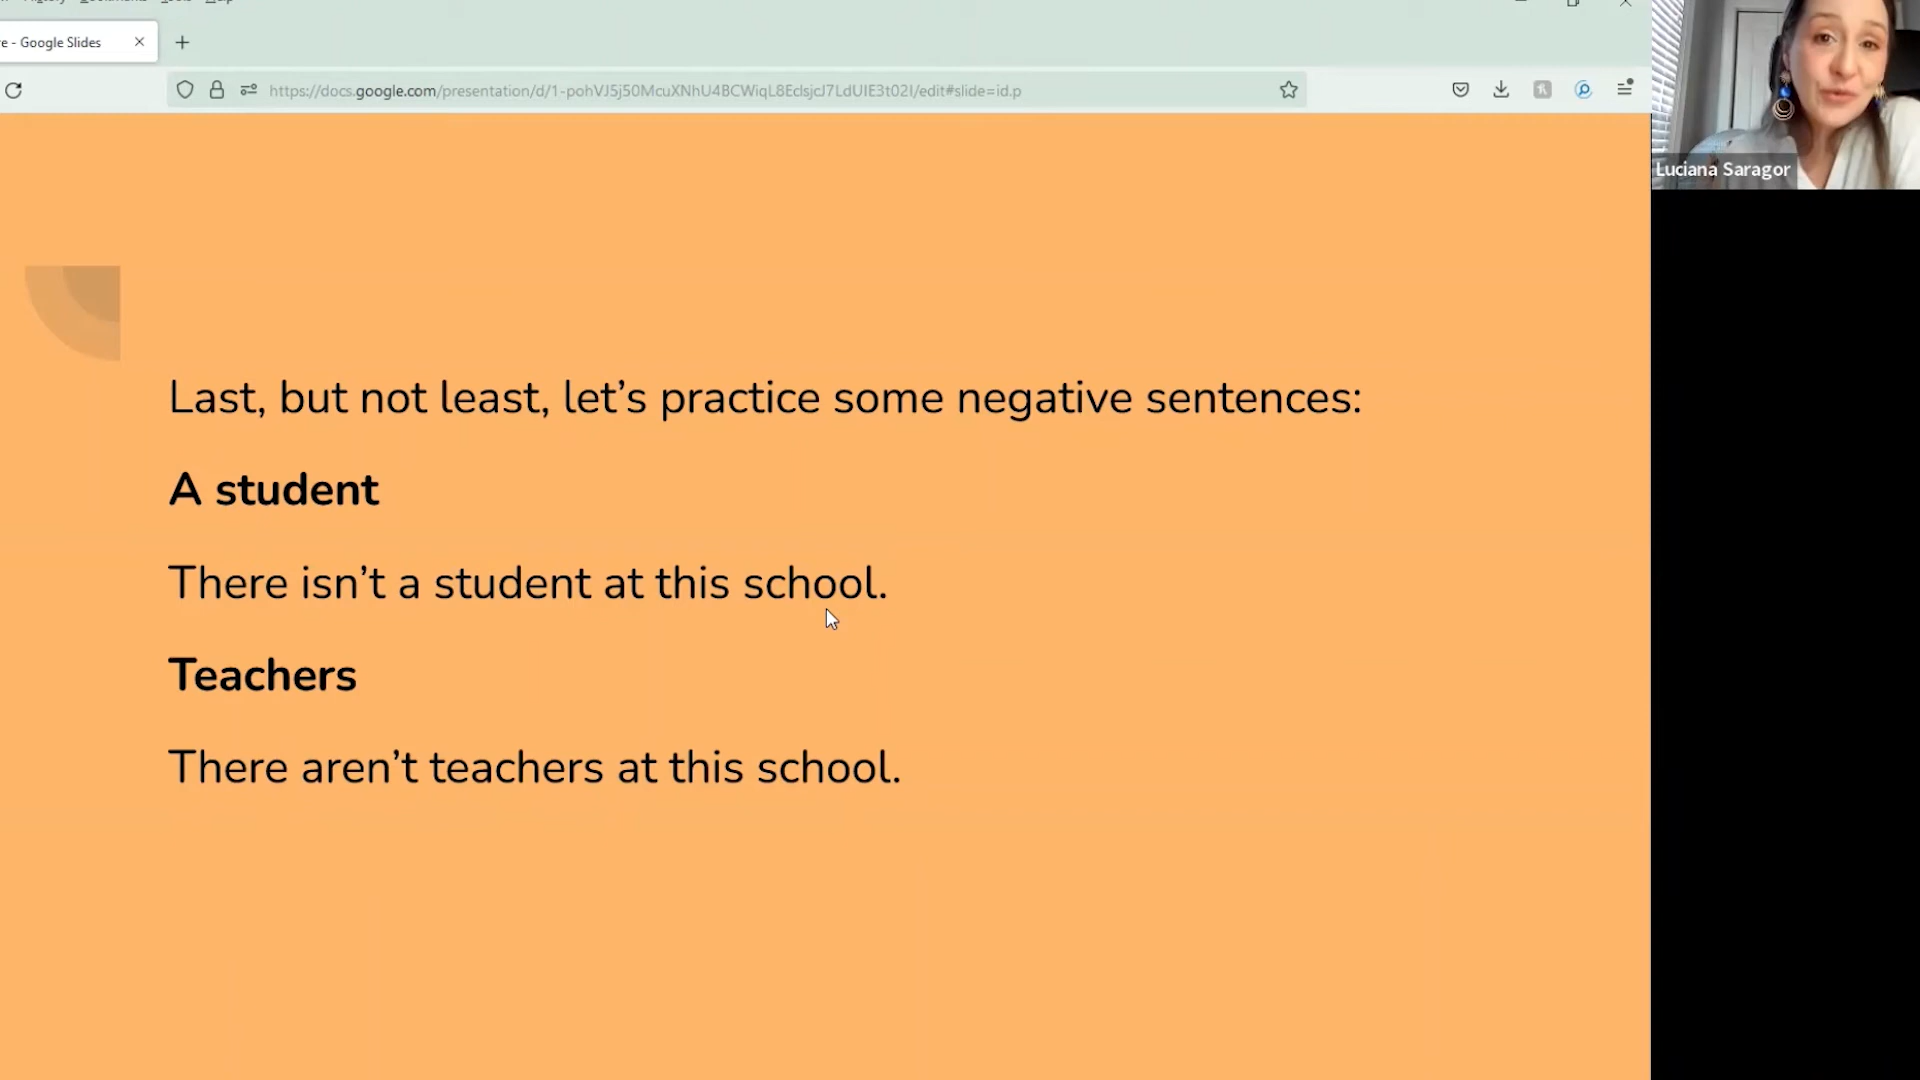 e - Google Slides
https://docs.google.com/presentation/d/1-pohVJ5j50McuXNhU4BCWiqL8EclsjcJ7LdUIE3t02I/edit#slide=id.p
Luciana Saragor
Last, but not least, let’s practice some negative sentences:
A student
There isn’t a student at this school.
Teachers
There aren’t teachers at this school.